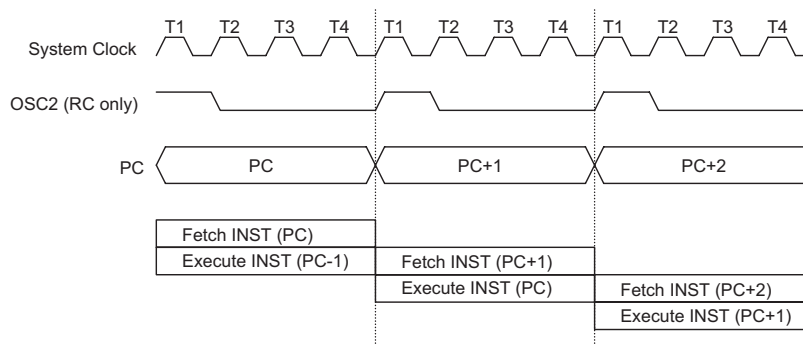 T1 T2 T3 T4 T1 T2 T3 T4 T1 T2 T3 T4
System Clock
OSC2 (RC only)
PC PC PC+1 PC+2
Fetch INST (PC)
Execute INST (PC-1) Fetch INST (PC+1)
Execute INST (PC) Fetch INST (PC+2)
Execute INST (PC+1)